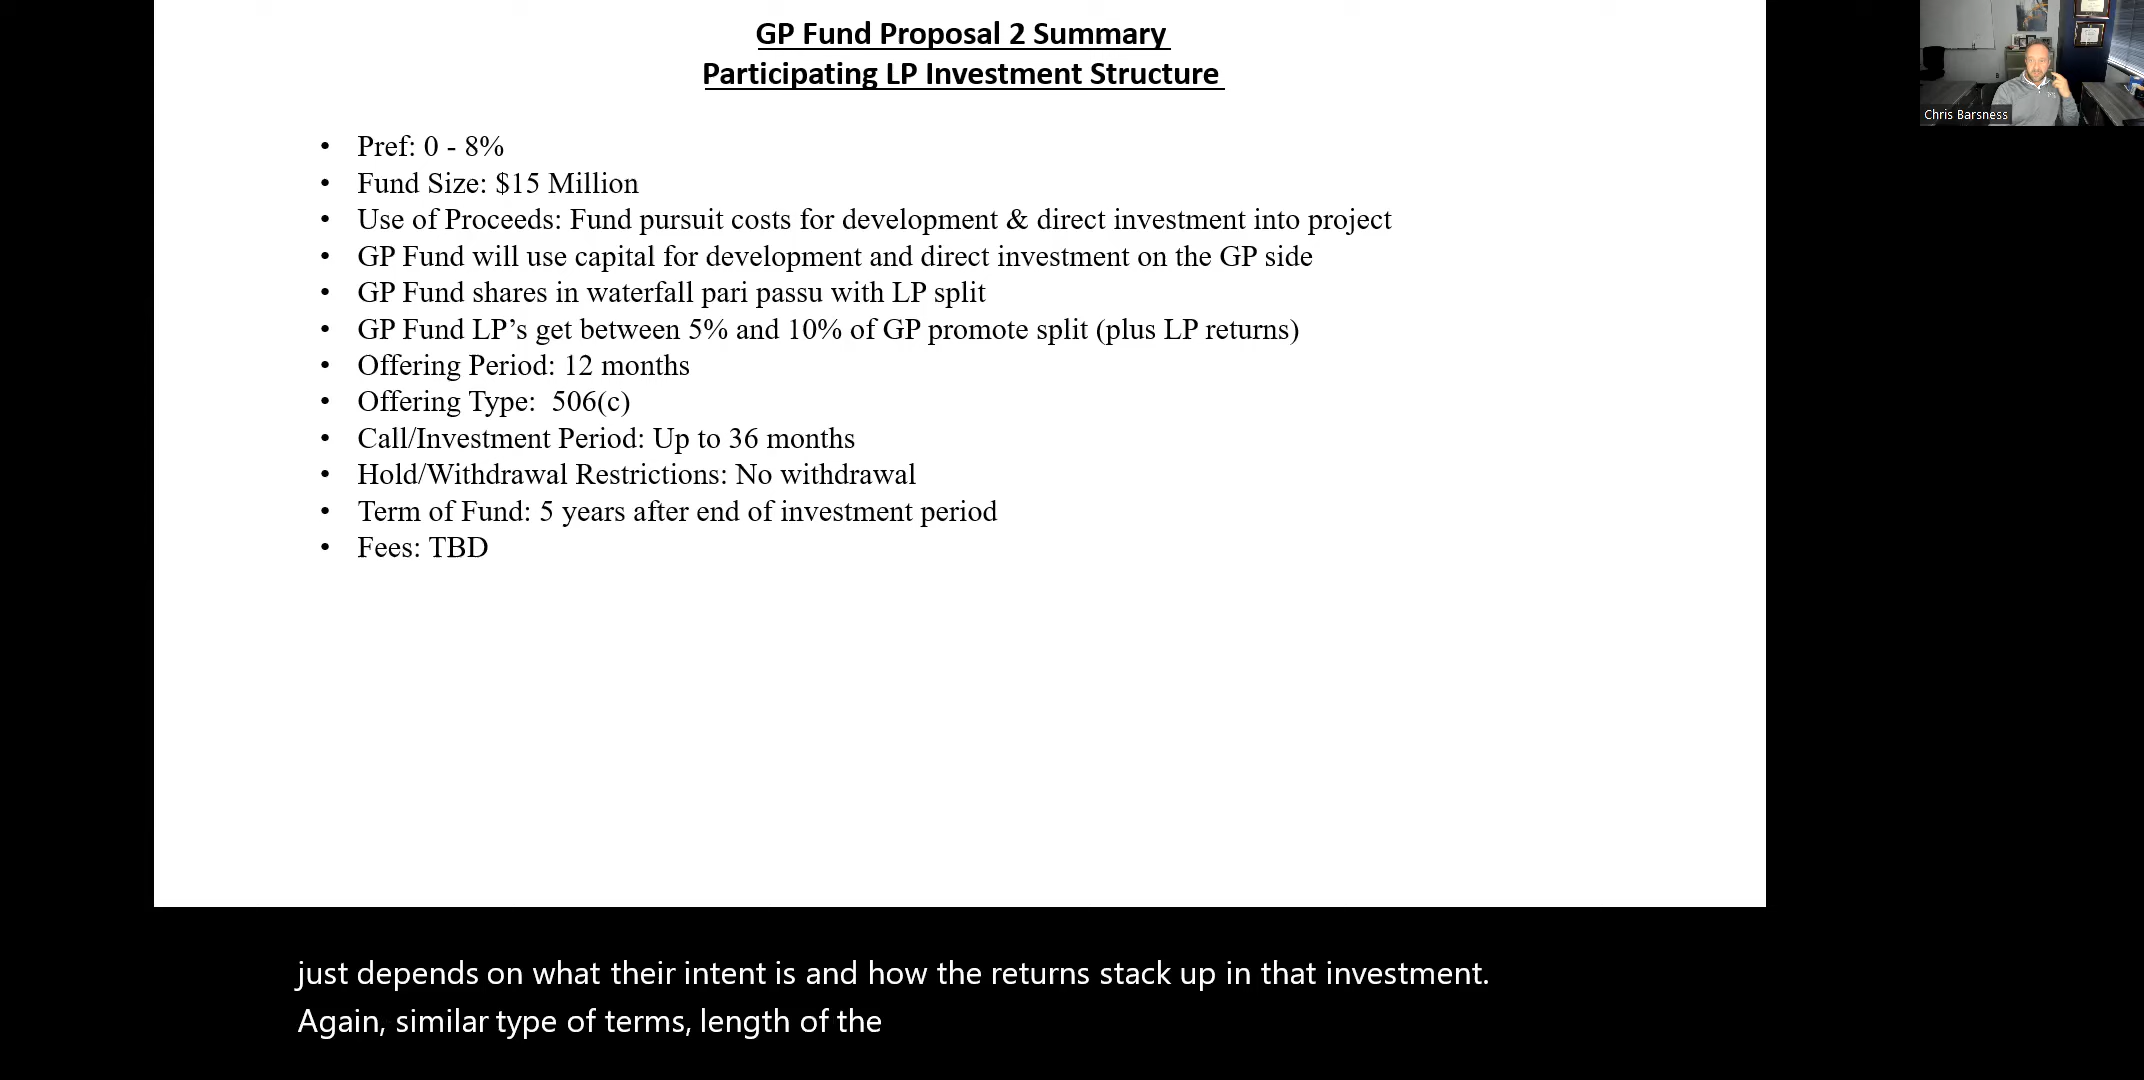 GP Fund Proposal 2 Summary
Participating LP Investment Structure
Chris Barsness
• Pref: 0 - 8%
• Fund Size: $15 Million
• Use of Proceeds: Fund pursuit costs for development & direct investment into project
• GP Fund will use capital for development and direct investment on the GP side
• GP Fund shares in waterfall pari passu with LP split
• GP Fund LP’s get between 5% and 10% of GP promote split (plus LP returns)
• Offering Period: 12 months
• Offering Type:  506(c)
• Call/Investment Period: Up to 36 months
• Hold/Withdrawal Restrictions: No withdrawal
• Term of Fund: 5 years after end of investment period
• Fees: TBD
just depends on what their intent is and how the returns stack up in that investment.
Again, similar type of terms, length of the